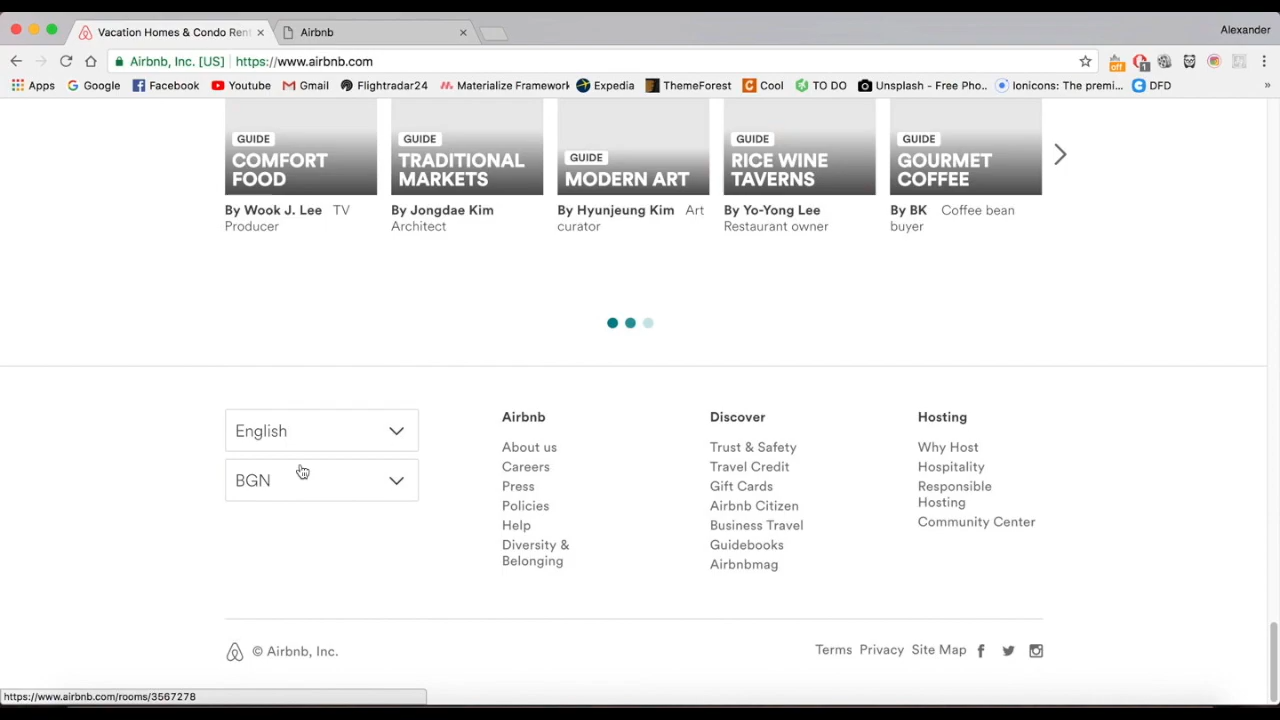 Vacation Homes & Condo Ren
Airbnb
Alexander
Airbnb, Inc. [US]
https://www.airbnb.com
off
1
Apps
Google
Facebook
Youtube
Gmail
Flightradar24
Materialize Framework
Expedia
ThemeForest
Cool
TO DO
Unsplash - Free Pho..
Ionicons: The premi...
DFD
»
GUIDE
COMFORT
FOOD
By Wook J. Lee TV
Producer
GUIDE
TRADITIONAL
MARKETS
By Jongdae Kim
Architect
GUIDE
MODERN ART
By Hyunjeung Kim Art
curator
GUIDE
RICE WINE
TAVERNS
By Yo-Yong Lee
Restaurant owner
GUIDE
GOURMET
COFFEE
By BK Coffee bean
buyer
English
BGN
Airbnb
About us
Careers
Press
Policies
Help
Diversity &
Belonging
Discover
Trust & Safety
Travel Credit
Gift Cards
Airbnb Citizen
Business Travel
Guidebooks
Airbnbmag
Hosting
Why Host
Hospitality
Responsible
Hosting
Community Center
© Airbnb, Inc.
Terms Privacy Site Map
https://www.airbnb.com/rooms/3567278